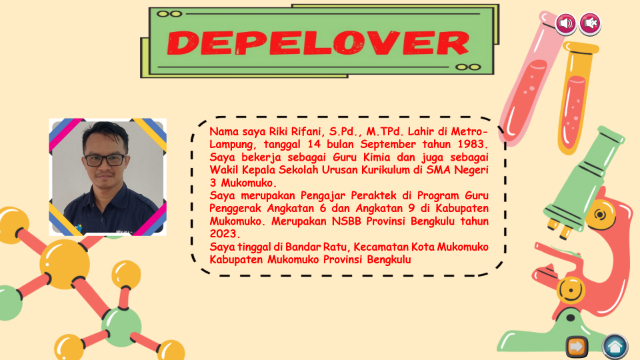 DEPELOVER
Nama saya Riki Rifani, S.Pd., M.TPd. Lahir di Metro-
Lampung, tanggal 14 bulan September tahun 1983.
Saya bekerja sebagai Guru Kimia dan juga sebagai
Wakil Kepala Sekolah Urusan Kurikulum di SMA Negeri
3 Mukomuko.
Saya merupakan Pengajar Peraktek di Program Guru
Penggerak Angkatan 6 dan Angkatan 9 di Kabupaten
Mukomuko. Merupakan NSBB Provinsi Bengkulu tahun
2023.
Saya tinggal di Bandar Ratu, Kecamatan Kota Mukomuko
Kabupaten Mukomuko Provinsi Bengkulu